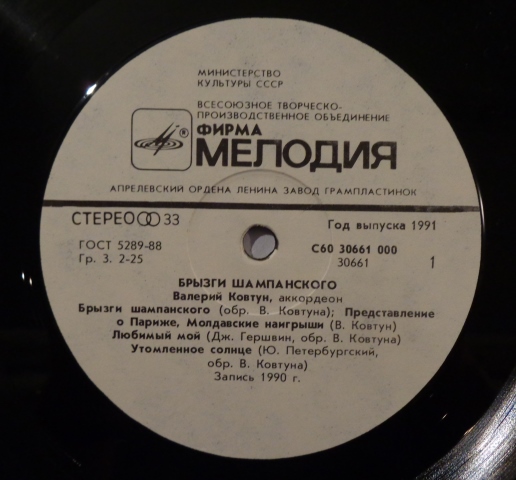 МИНИСТЕРСТВО
КУЛЬТУРЫ СССР
ВСЕСОЮЗНОЕ ТВОРЧЕСКО-
ПРОИЗВОДСТВЕННОЕ ОБЪЕДИНЕНИЕ
ФИРМА
® МЕЛОДИЯ
АПРЕЛЕВСКИЙ ОРДЕНА ЛЕНИНА ЗАВОД ГРАМПЛАСТИНОК
СТЕРЕО 33
Год выпуска 1991
ГОСТ 5289-88
С60 30661 000
Гр. 3. 2-25
30661
1
БРЫЗГИ ШАМПАНСКОГО
Валерий Ковтун, аккордеон
Брызги шампанского (обр. В. Ковтуна); Представление
о Париже, Молдавские наигрыши (В. Ковтун)
Любимый мой (Дж. Гершвин, обр. В. Ковтуна)
Утомленное солнце (Ю. Петербургский,
обр. В. Ковтуна)
Запись 1990 г.